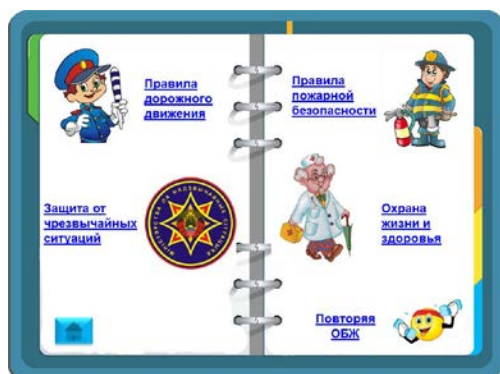 Правила
дорожного
движения
Защита от
чрезвычайных
ситуаций
Правила
пожарной
безопасности
Охрана
жизни и
здоровья
Повторяя
ОБЖ